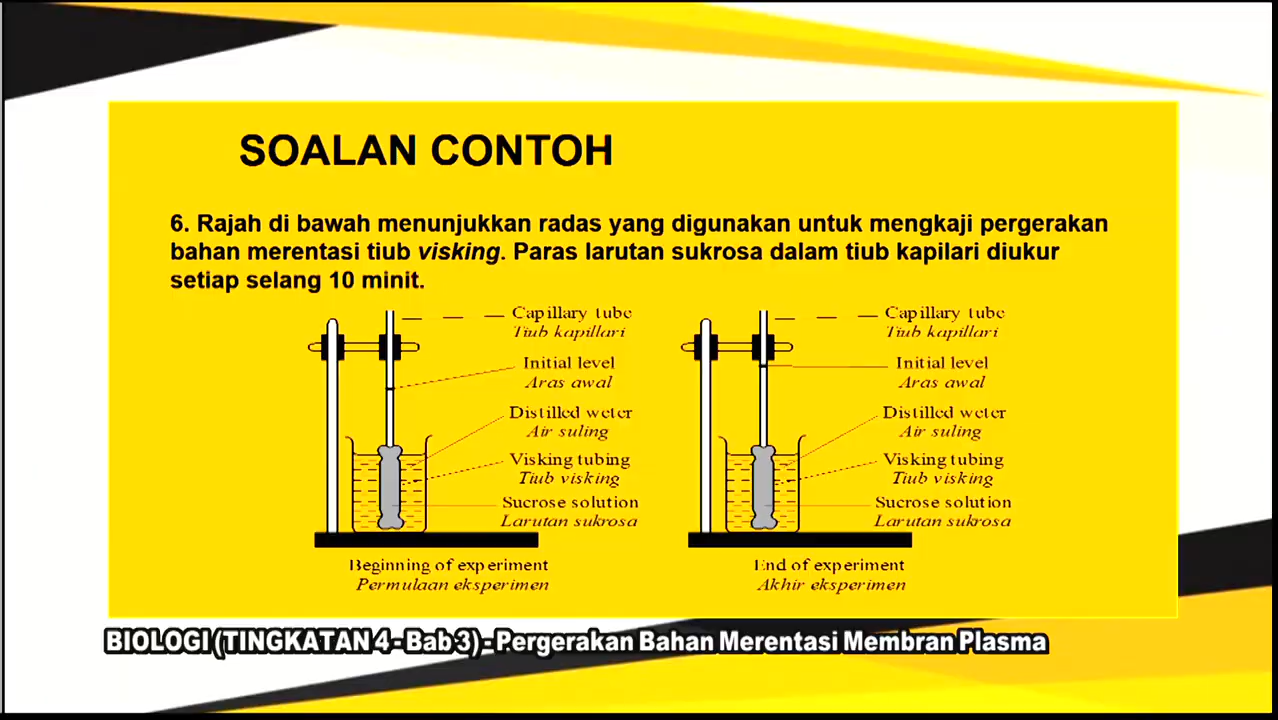 SOALAN CONTOH
6. Rajah di bawah menunjukkan radas yang digunakan untuk mengkaji pergerakan
bahan merentasi tiub visking. Paras larutan sukrosa dalam tiub kapilari diukur
setiap selang 10 minit.
Capillary tube
Tiub kapillari
Initial level
Aras awal
Distilled weter
Air suling
Visking tubing
Tiub visking
Sucrose solution
Larutan sukrosa
Beginning of experiment
Permulaan eksperimen
Capillary tube
Tiub kapillari
Initial level
Aras awal
Distilled weter
Air suling
Visking tubing
Tiub visking
Sucrose solution
Larutan sukrosa
End of experiment
Akhir eksperimen
BIOLOGI (TINGKATAN 4 - Bab 3) - Pergerakan Bahan Merentasi Membran Plasma